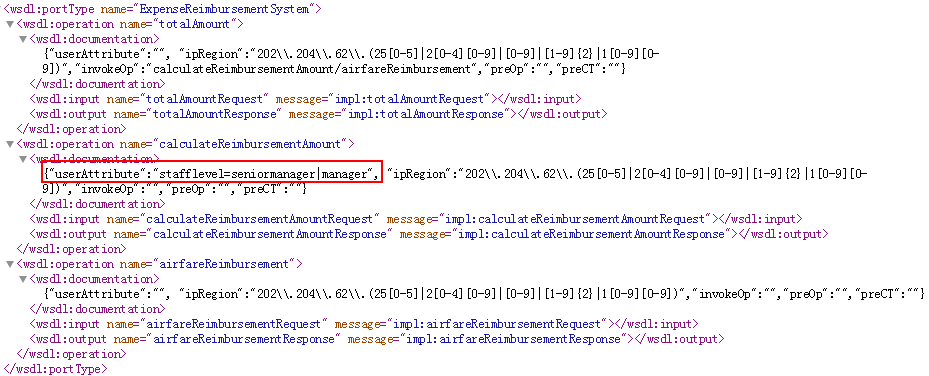 <wsdl:portType name="ExpenseReimbursementSystem">
▼<wsdl:operation name="totalAmount">
▼<wsdl:documentation>
{"userAttribute":"", "ipRegion":"202\\.204\\.62\\.(25[0-5]|2[0-4][0-9]|[0-9]|[1-9]{2}|1[0-9][0-
9])","invokeOp":"calculateReimbursementAmount/airfareReimbursement","preOp":"","preCT":""}
</wsdl:documentation>
<wsdl:input name="totalAmountRequest" message="impl:totalAmountRequest"></wsdl:input>
<wsdl:output name="totalAmountResponse" message="impl:totalAmountResponse"></wsdl:output>
</wsdl:operation>
▼<wsdl:operation name="calculateReimbursementAmount">
▼<wsdl:documentation>
{"userAttribute":"stafflevel=seniormanager|manager", "ipRegion":"202\\.204\\.62\\.(25[0-5]|2[0-4][0-9]|[0-9]|[1-9]{2}|1[0-9][0-
9])","invokeOp":"","preOp":"","preCT":""}
</wsdl:documentation>
<wsdl:input name="calculateReimbursementAmountRequest" message="impl:calculateReimbursementAmountRequest"></wsdl:input>
<wsdl:output name="calculateReimbursementAmountResponse" message="impl:calculateReimbursementAmountResponse"></wsdl:output>
</wsdl:operation>
▼<wsdl:operation name="airfareReimbursement">
▼<wsdl:documentation>
{"userAttribute":"", "ipRegion":"202\\.204\\.62\\.(25[0-5]|2[0-4][0-9]|[0-9]|[1-9]{2}|1[0-9][0-9])","invokeOp":"","preOp":"","preCT":""}
</wsdl:documentation>
<wsdl:input name="airfareReimbursementRequest" message="impl:airfareReimbursementRequest"></wsdl:input>
<wsdl:output name="airfareReimbursementResponse" message="impl:airfareReimbursementResponse"></wsdl:output>
</wsdl:operation>
</wsdl:portType>